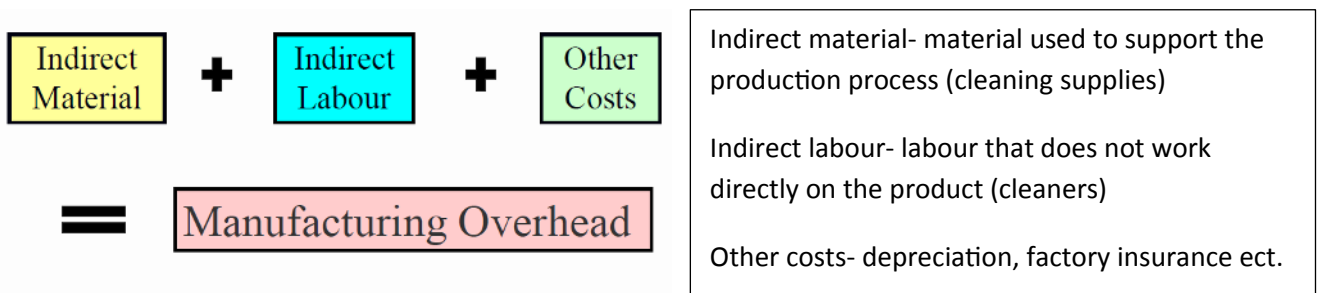 Indirect
Material
+
Indirect
Labour
+
Other
Costs
=
Manufacturing Overhead
Indirect material- material used to support the
production process (cleaning supplies)
Indirect labour- labour that does not work
directly on the product (cleaners)
Other costs- depreciation, factory insurance ect.